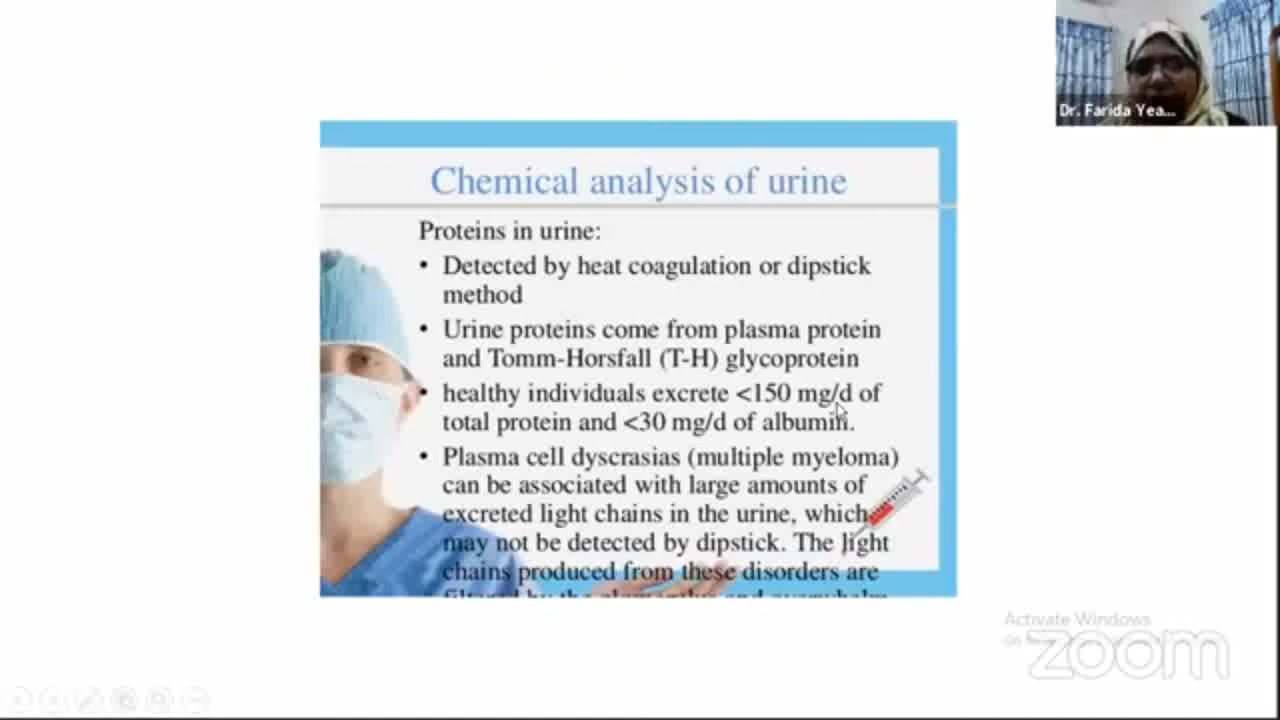 Dr. Farida Yea...
Chemical analysis of urine
Proteins in urine:
• Detected by heat coagulation or dipstick
method
• Urine proteins come from plasma protein
and Tomm-Horsfall (T-H) glycoprotein
• healthy individuals excrete <150 mg/d of
total protein and <30 mg/d of albumin.
• Plasma cell dyscrasias (multiple myeloma)
can be associated with large amounts of
excreted light chains in the urine, which
may not be detected by dipstick. The light
chains produced from these disorders are
Activate Windows
zoom